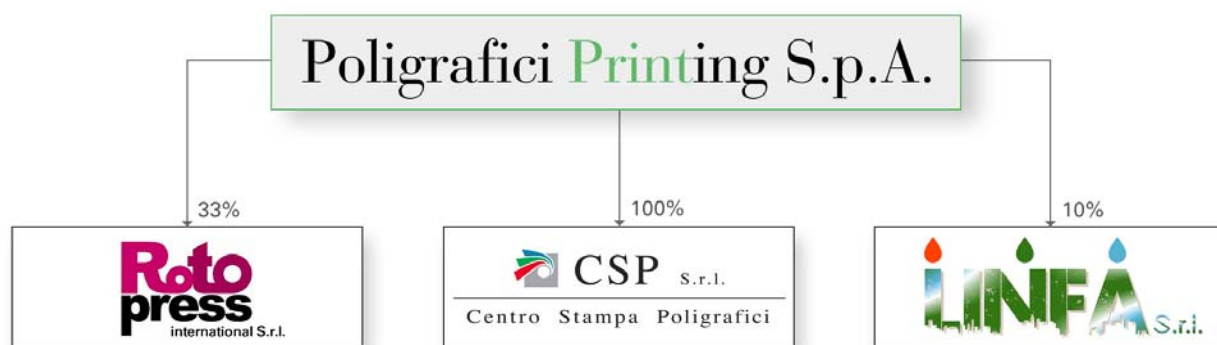 Poligrafici Printing S.p.A.
33%
100%
10%
Roto
press
international S.r.l.
CSP S.r.l.
Centro Stampa Poligrafici
LINFA S.r.l.